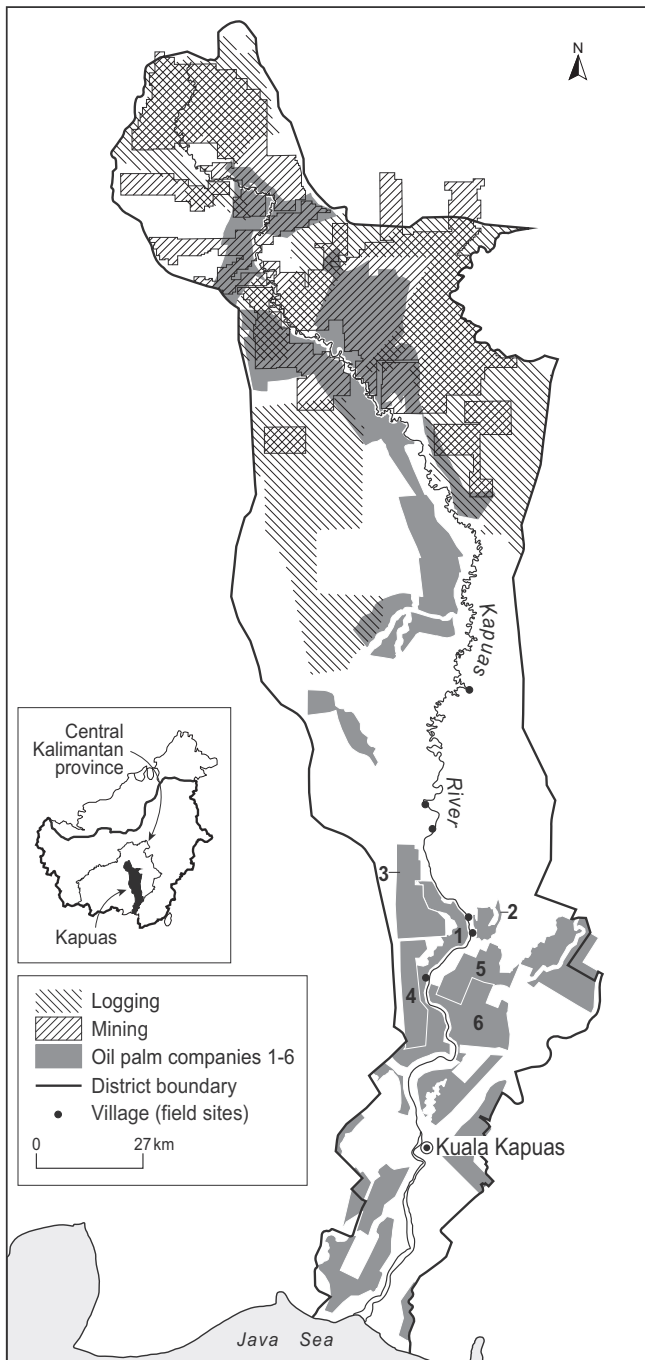 N
Kapuas
River
Central
Kalimantan
province
Kapuas
3
2
1
5
4
6
Logging
Mining
Oil palm companies 1-6
District boundary
Village (field sites)
0 27 km
Kuala Kapuas
Java Sea